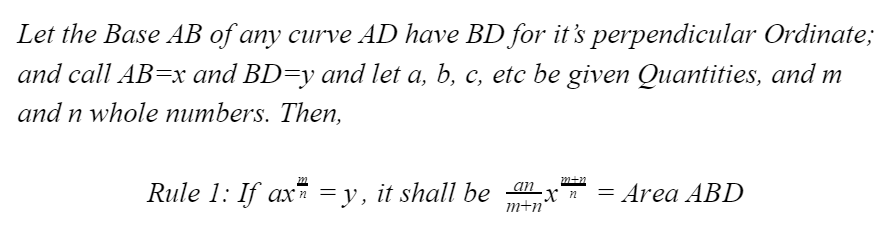 Let the Base AB of any curve AD have BD for it's perpendicular Ordinate;
and call AB=x and BD=y and let a, b, c, etc be given Quantities, and m
and n whole numbers. Then,
Rule 1: If ax^{\frac{m}{n}} = y, it shall be \frac{an}{m+n}x^{\frac{m+n}{n}} = Area ABD